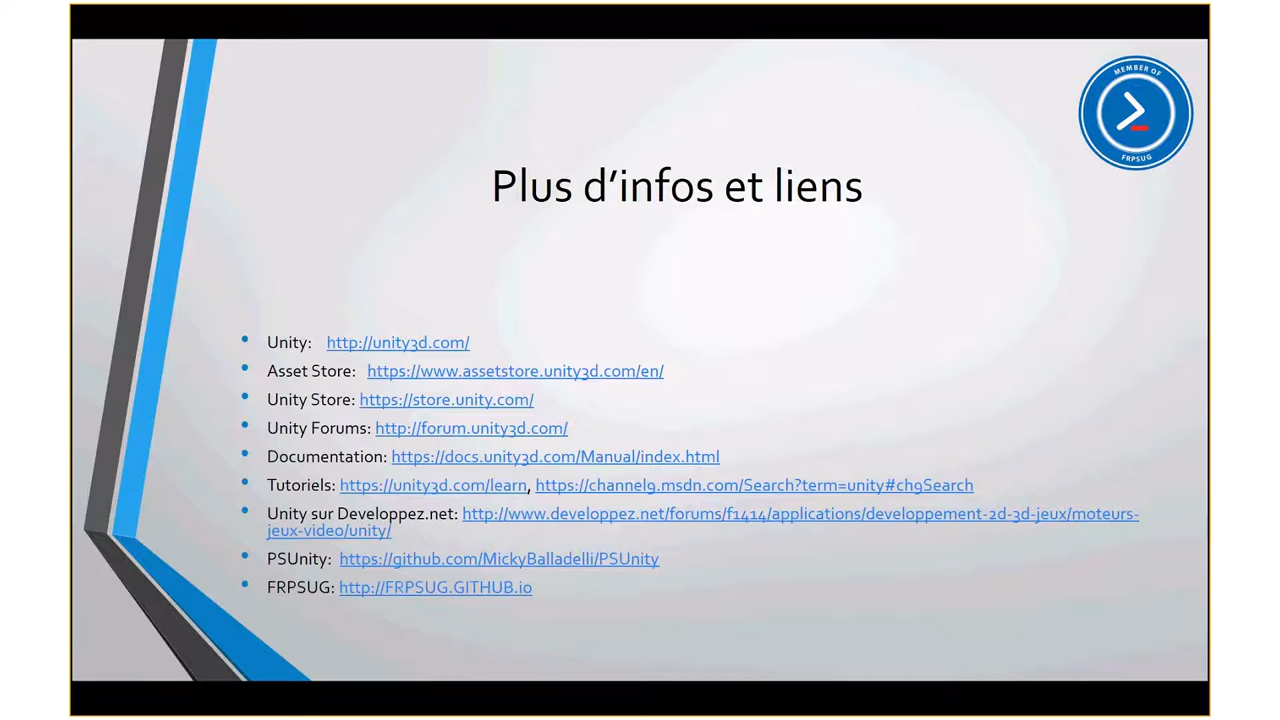 MEMBER OF
FRPSUG
Plus d’infos et liens
Unity: http://unity3d.com/
Asset Store: https://www.assetstore.unity3d.com/en/
Unity Store: https://store.unity.com/
Unity Forums: http://forum.unity3d.com/
Documentation: https://docs.unity3d.com/Manual/index.html
Tutoriels: https://unity3d.com/learn, https://channel9.msdn.com/Search?term=unity#ch9Search
Unity sur Developpez.net: http://www.developpez.net/forums/f1414/applications/developpement-2d-3d-jeux/moteurs-
jeux-video/unity/
PSUnity: https://github.com/MickyBalladelli/PSUnity
FRPSUG: http://FRPSUG.GITHUB.io